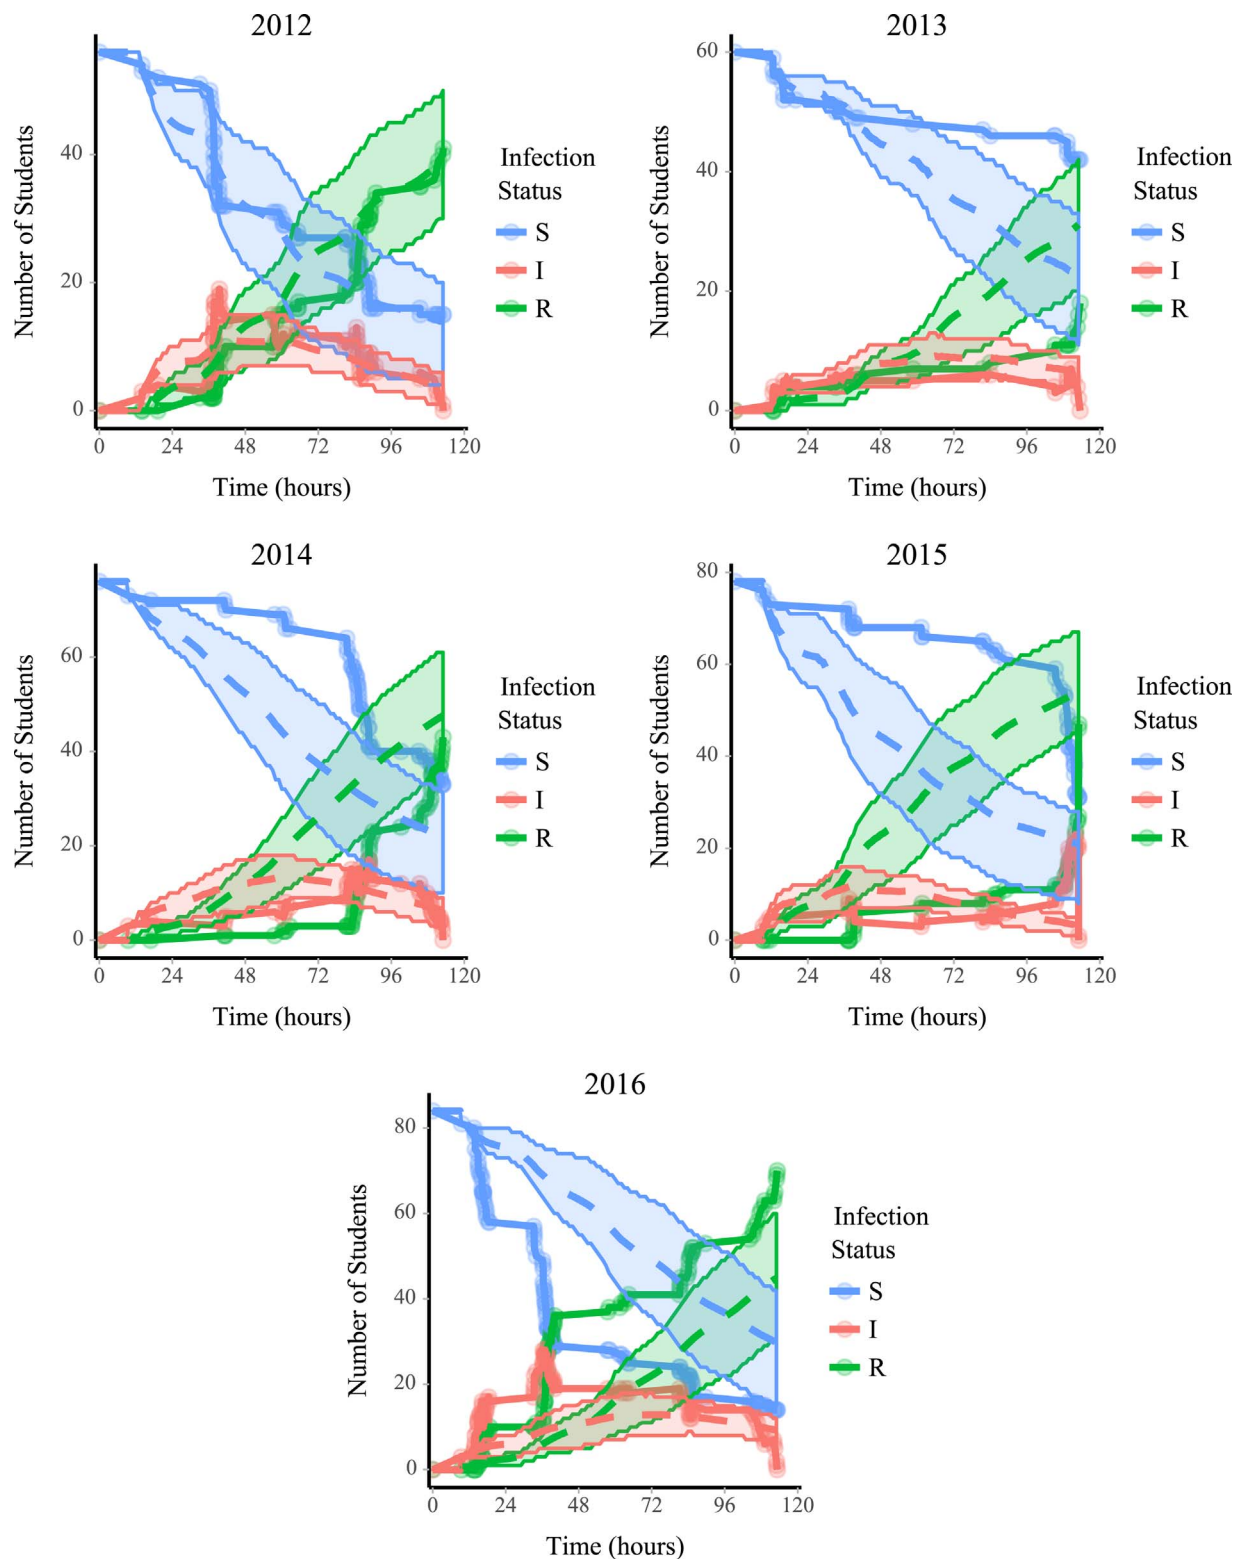 2012
Number of Students
40
20
0
0 24 48 72 96 120
Time (hours)
Infection
Status
S
I
R
2013
Number of Students
60
40
20
0
0 24 48 72 96 120
Time (hours)
Infection
Status
S
I
R
2014
Number of Students
60
40
20
0
0 24 48 72 96 120
Time (hours)
Infection
Status
S
I
R
2015
Number of Students
80
60
40
20
0
0 24 48 72 96 120
Time (hours)
Infection
Status
S
I
R
2016
Number of Students
80
60
40
20
0
0 24 48 72 96 120
Time (hours)
Infection
Status
S
I
R